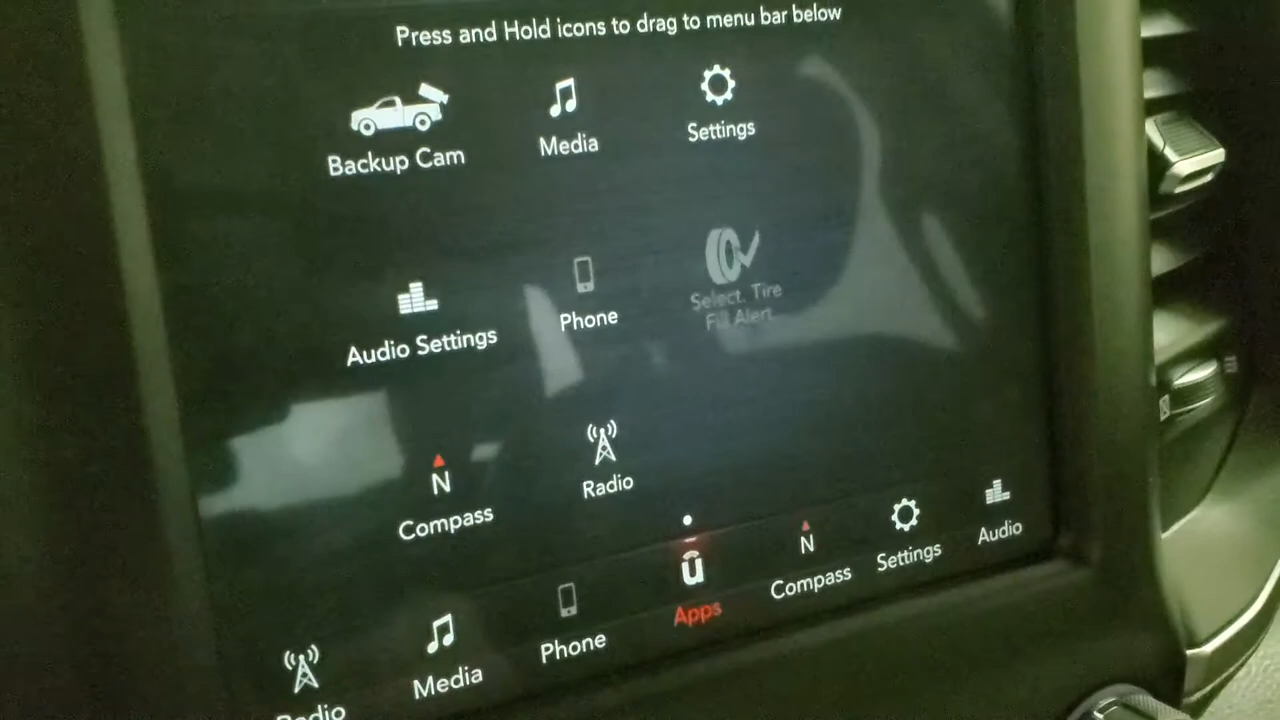 Press and Hold icons to drag to menu bar below
Backup Cam
Media
Settings
Audio Settings
Phone
Select. Tire
Fill Alert
N
Compass
Radio
Radio
Media
Phone
û
Apps
N
Compass
Settings
Audio